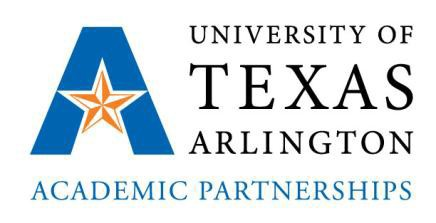 UNIVERSITY OF
TEXAS
ARLINGTON
ACADEMIC PARTNERSHIPS